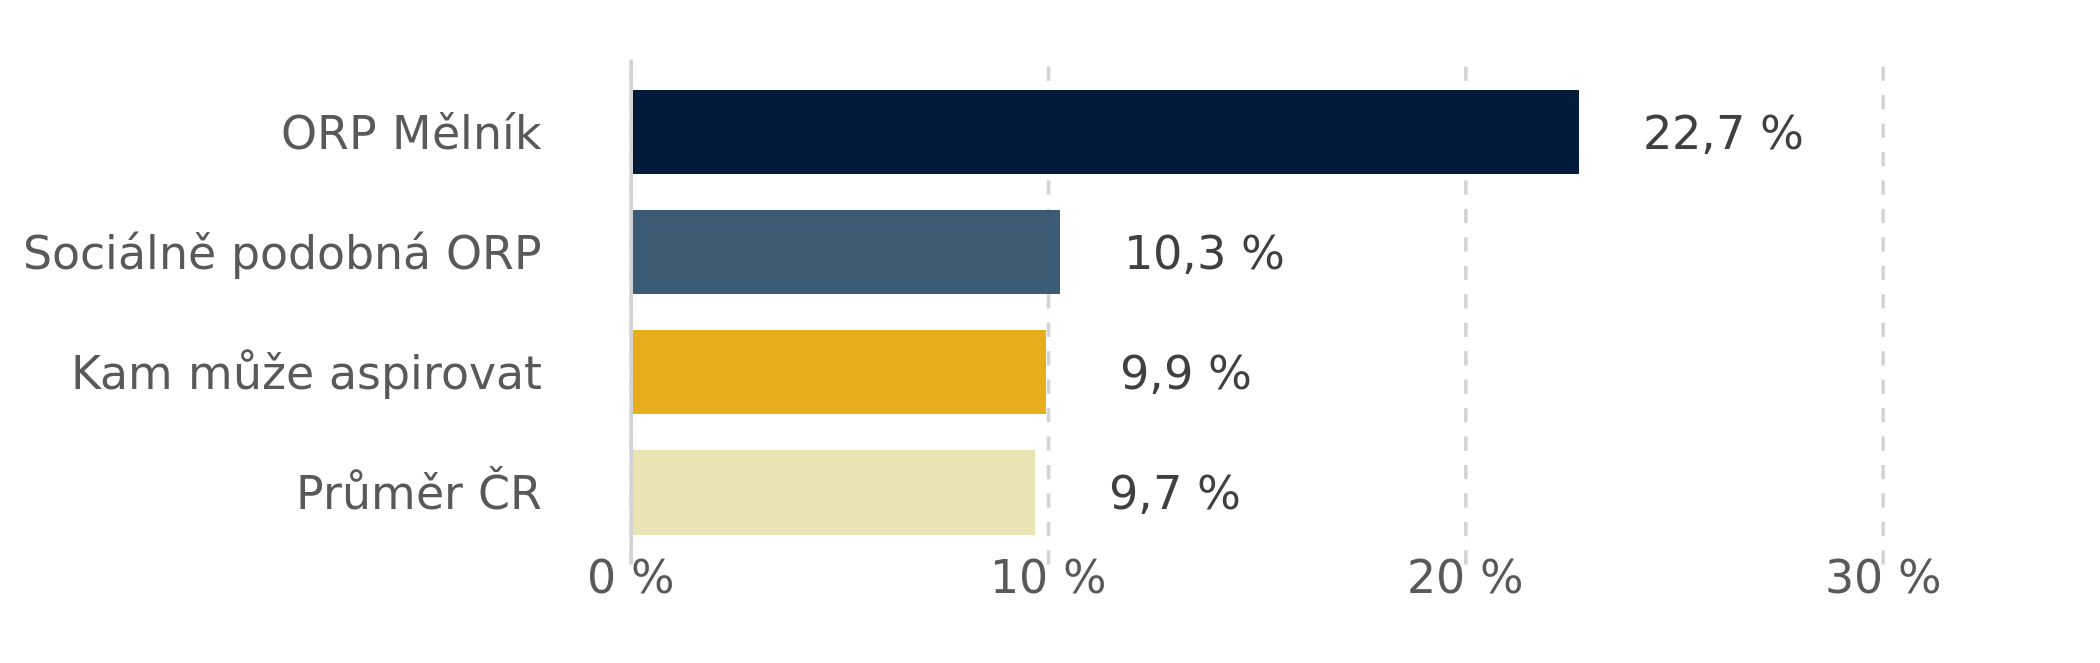 ORP Mělník 22,7 %
Sociálně podobná ORP 10,3 %
Kam může aspirovat 9,9 %
Průměr ČR 9,7 %
0 % 10 % 20 % 30 %